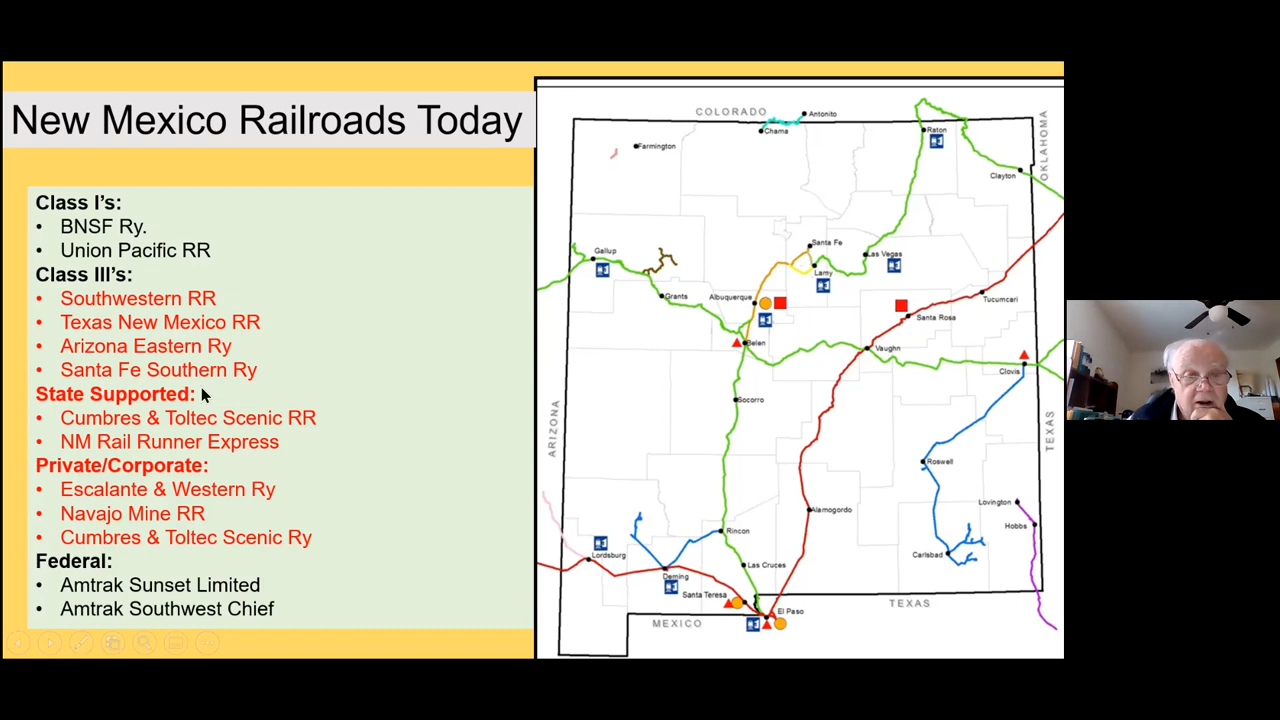 New Mexico Railroads Today
Class I's:
• BNSF Ry.
• Union Pacific RR
Class III's:
• Southwestern RR
• Texas New Mexico RR
• Arizona Eastern Ry
• Santa Fe Southern Ry
State Supported:
• Cumbres & Toltec Scenic RR
• NM Rail Runner Express
Private/Corporate:
• Escalante & Western Ry
• Navajo Mine RR
• Cumbres & Toltec Scenic Ry
Federal:
• Amtrak Sunset Limited
• Amtrak Southwest Chief
COLORADO
Antonito
Chama
Raton
Farmington
OKLAHOMA
Clayton
Santa Fe
Gallup
Las Vegas
Lamy
Grants
Albuquerque
Tucumcari
Santa Rosa
Belen
Vaughn
Clovis
Socorro
ARIZONA
TEXAS
Roswell
Lovington
Alamogordo
Hobbs
Rincon
Lordsburg
Carlsbad
Las Cruces
Deming
Santa Teresa
El Paso
TEXAS
MEXICO